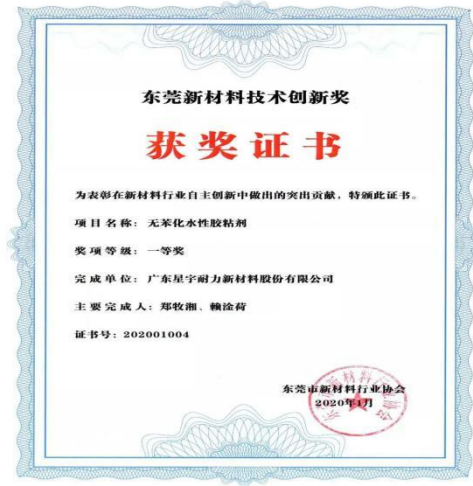 东莞新材料技术创新奖
获奖证书
为表彰在新材料行业自主创新中做出的突出贡献，特颁此证书。
项目名称：无苯化水性胶粘剂
奖项等级：一等奖
完成单位：广东星宇耐力新材料股份有限公司
主要完成人：郑牧湘、赖涂荷
证书号：202001004
东莞市新材料行业协会
2020年1月